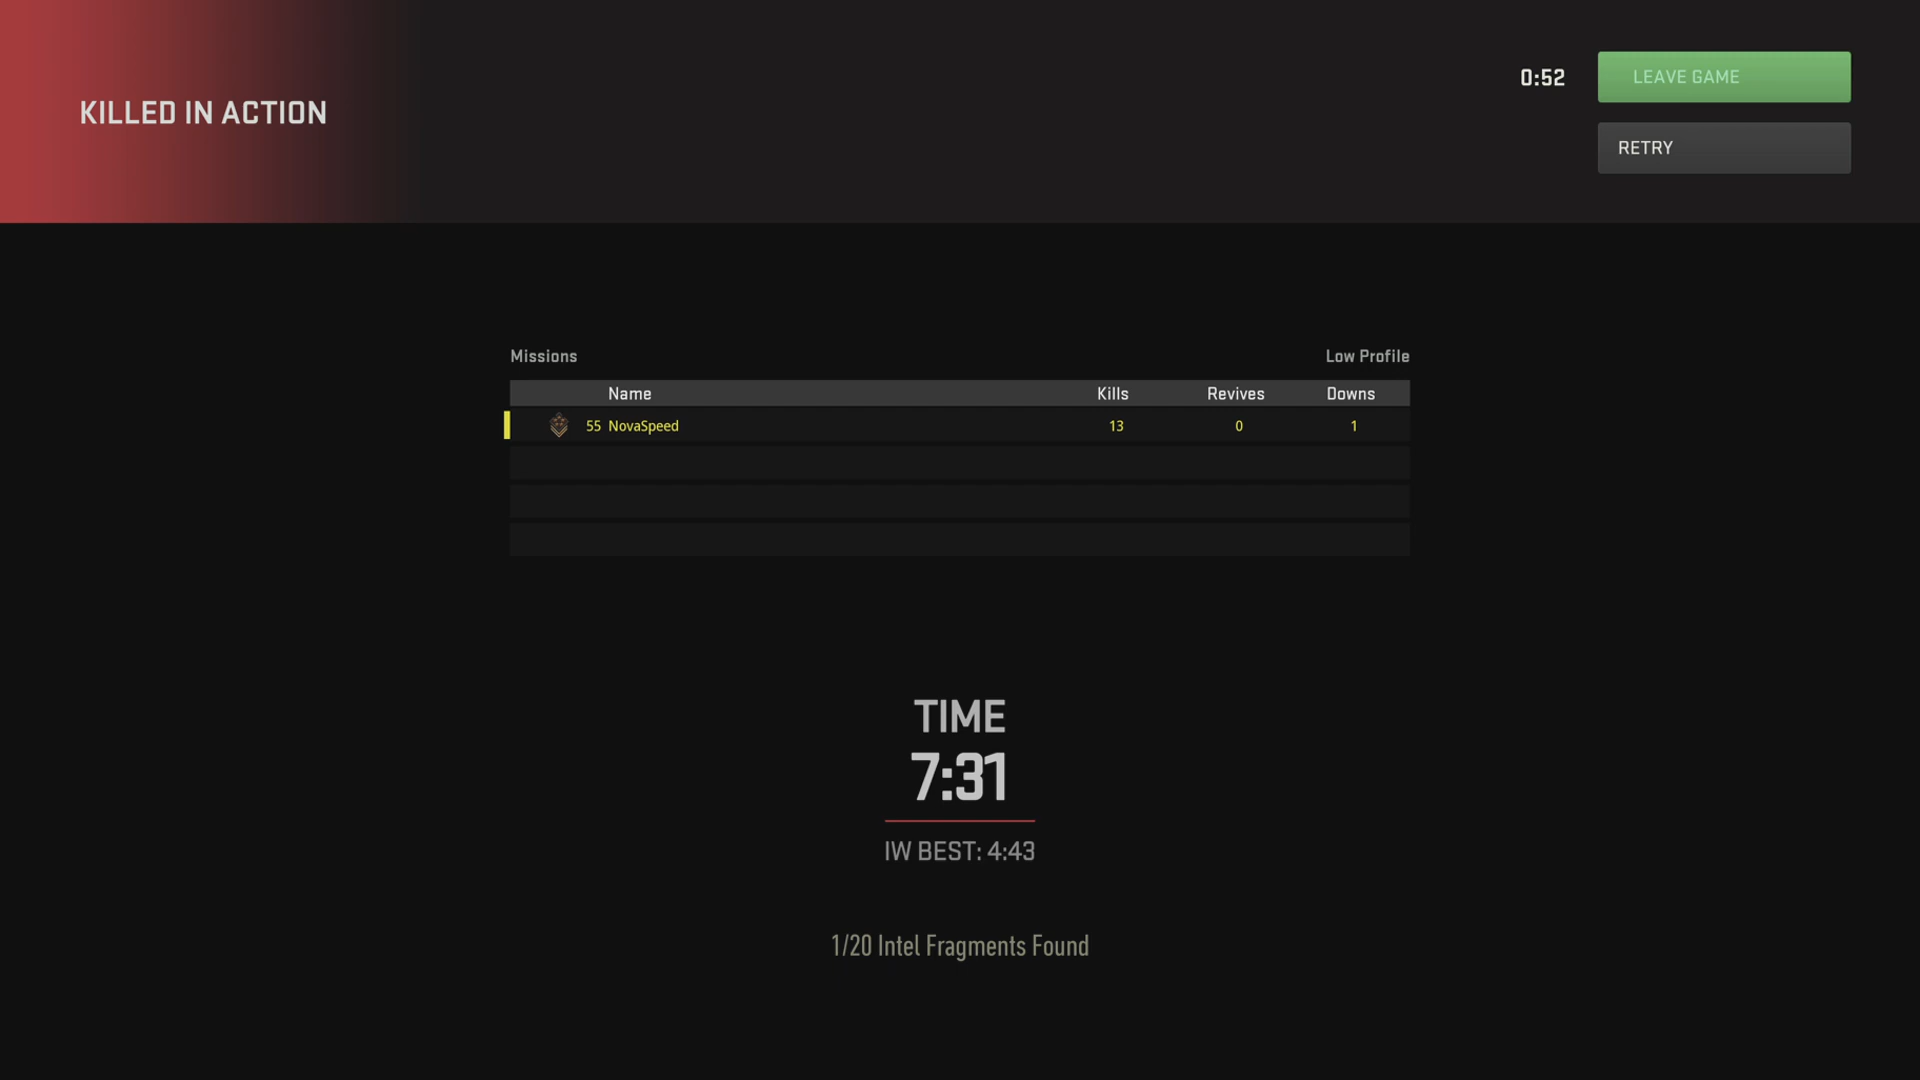 KILLED IN ACTION
0:52
LEAVE GAME
RETRY
Missions Low Profile
Name Kills Revives Downs
55 NovaSpeed 13 0 1
TIME
7:31
IW BEST: 4:43
1/20 Intel Fragments Found